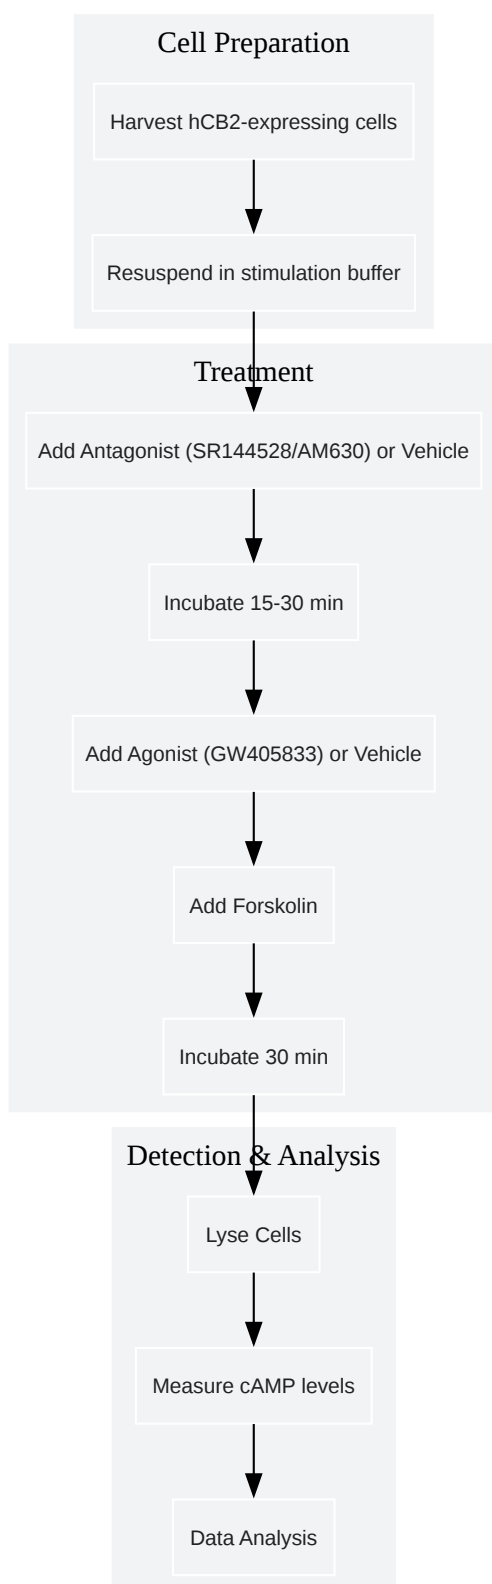 Cell Preparation
Harvest hCB2-expressing cells
Resuspend in stimulation buffer
Treatment
Add Antagonist (SR144528/AM630) or Vehicle
Incubate 15-30 min
Add Agonist (GW405833) or Vehicle
Add Forskolin
Incubate 30 min
Detection & Analysis
Lyse Cells
Measure cAMP levels
Data Analysis